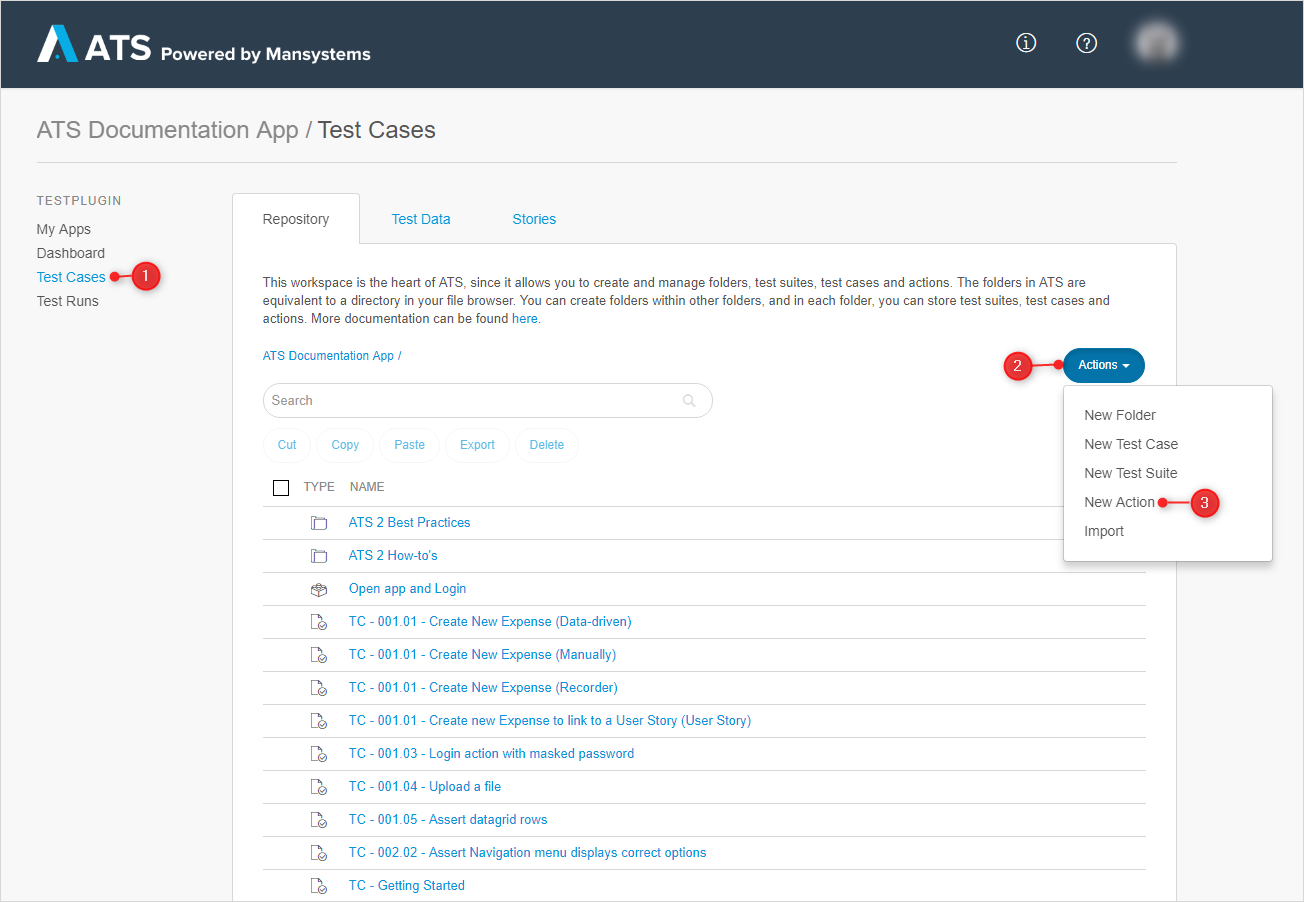 ATS Powered by Mansystems
ATS Documentation App / Test Cases
TESTPLUGIN
My Apps
Dashboard
Test Cases
1
Test Runs
Repository
Test Data
Stories
This workspace is the heart of ATS, since it allows you to create and manage folders, test suites, test cases and actions. The folders in ATS are
equivalent to a directory in your file browser. You can create folders within other folders, and in each folder, you can store test suites, test cases and
actions. More documentation can be found here.
ATS Documentation App /
2
Actions
Search
New Folder
New Test Case
New Test Suite
New Action
3
Import
Cut
Copy
Paste
Export
Delete
TYPE NAME
ATS 2 Best Practices
ATS 2 How-to's
Open app and Login
TC - 001.01 - Create New Expense (Data-driven)
TC - 001.01 - Create New Expense (Manually)
TC - 001.01 - Create New Expense (Recorder)
TC - 001.01 - Create new Expense to link to a User Story (User Story)
TC - 001.03 - Login action with masked password
TC - 001.04 - Upload a file
TC - 001.05 - Assert datagrid rows
TC - 002.02 - Assert Navigation menu displays correct options
TC - Getting Started